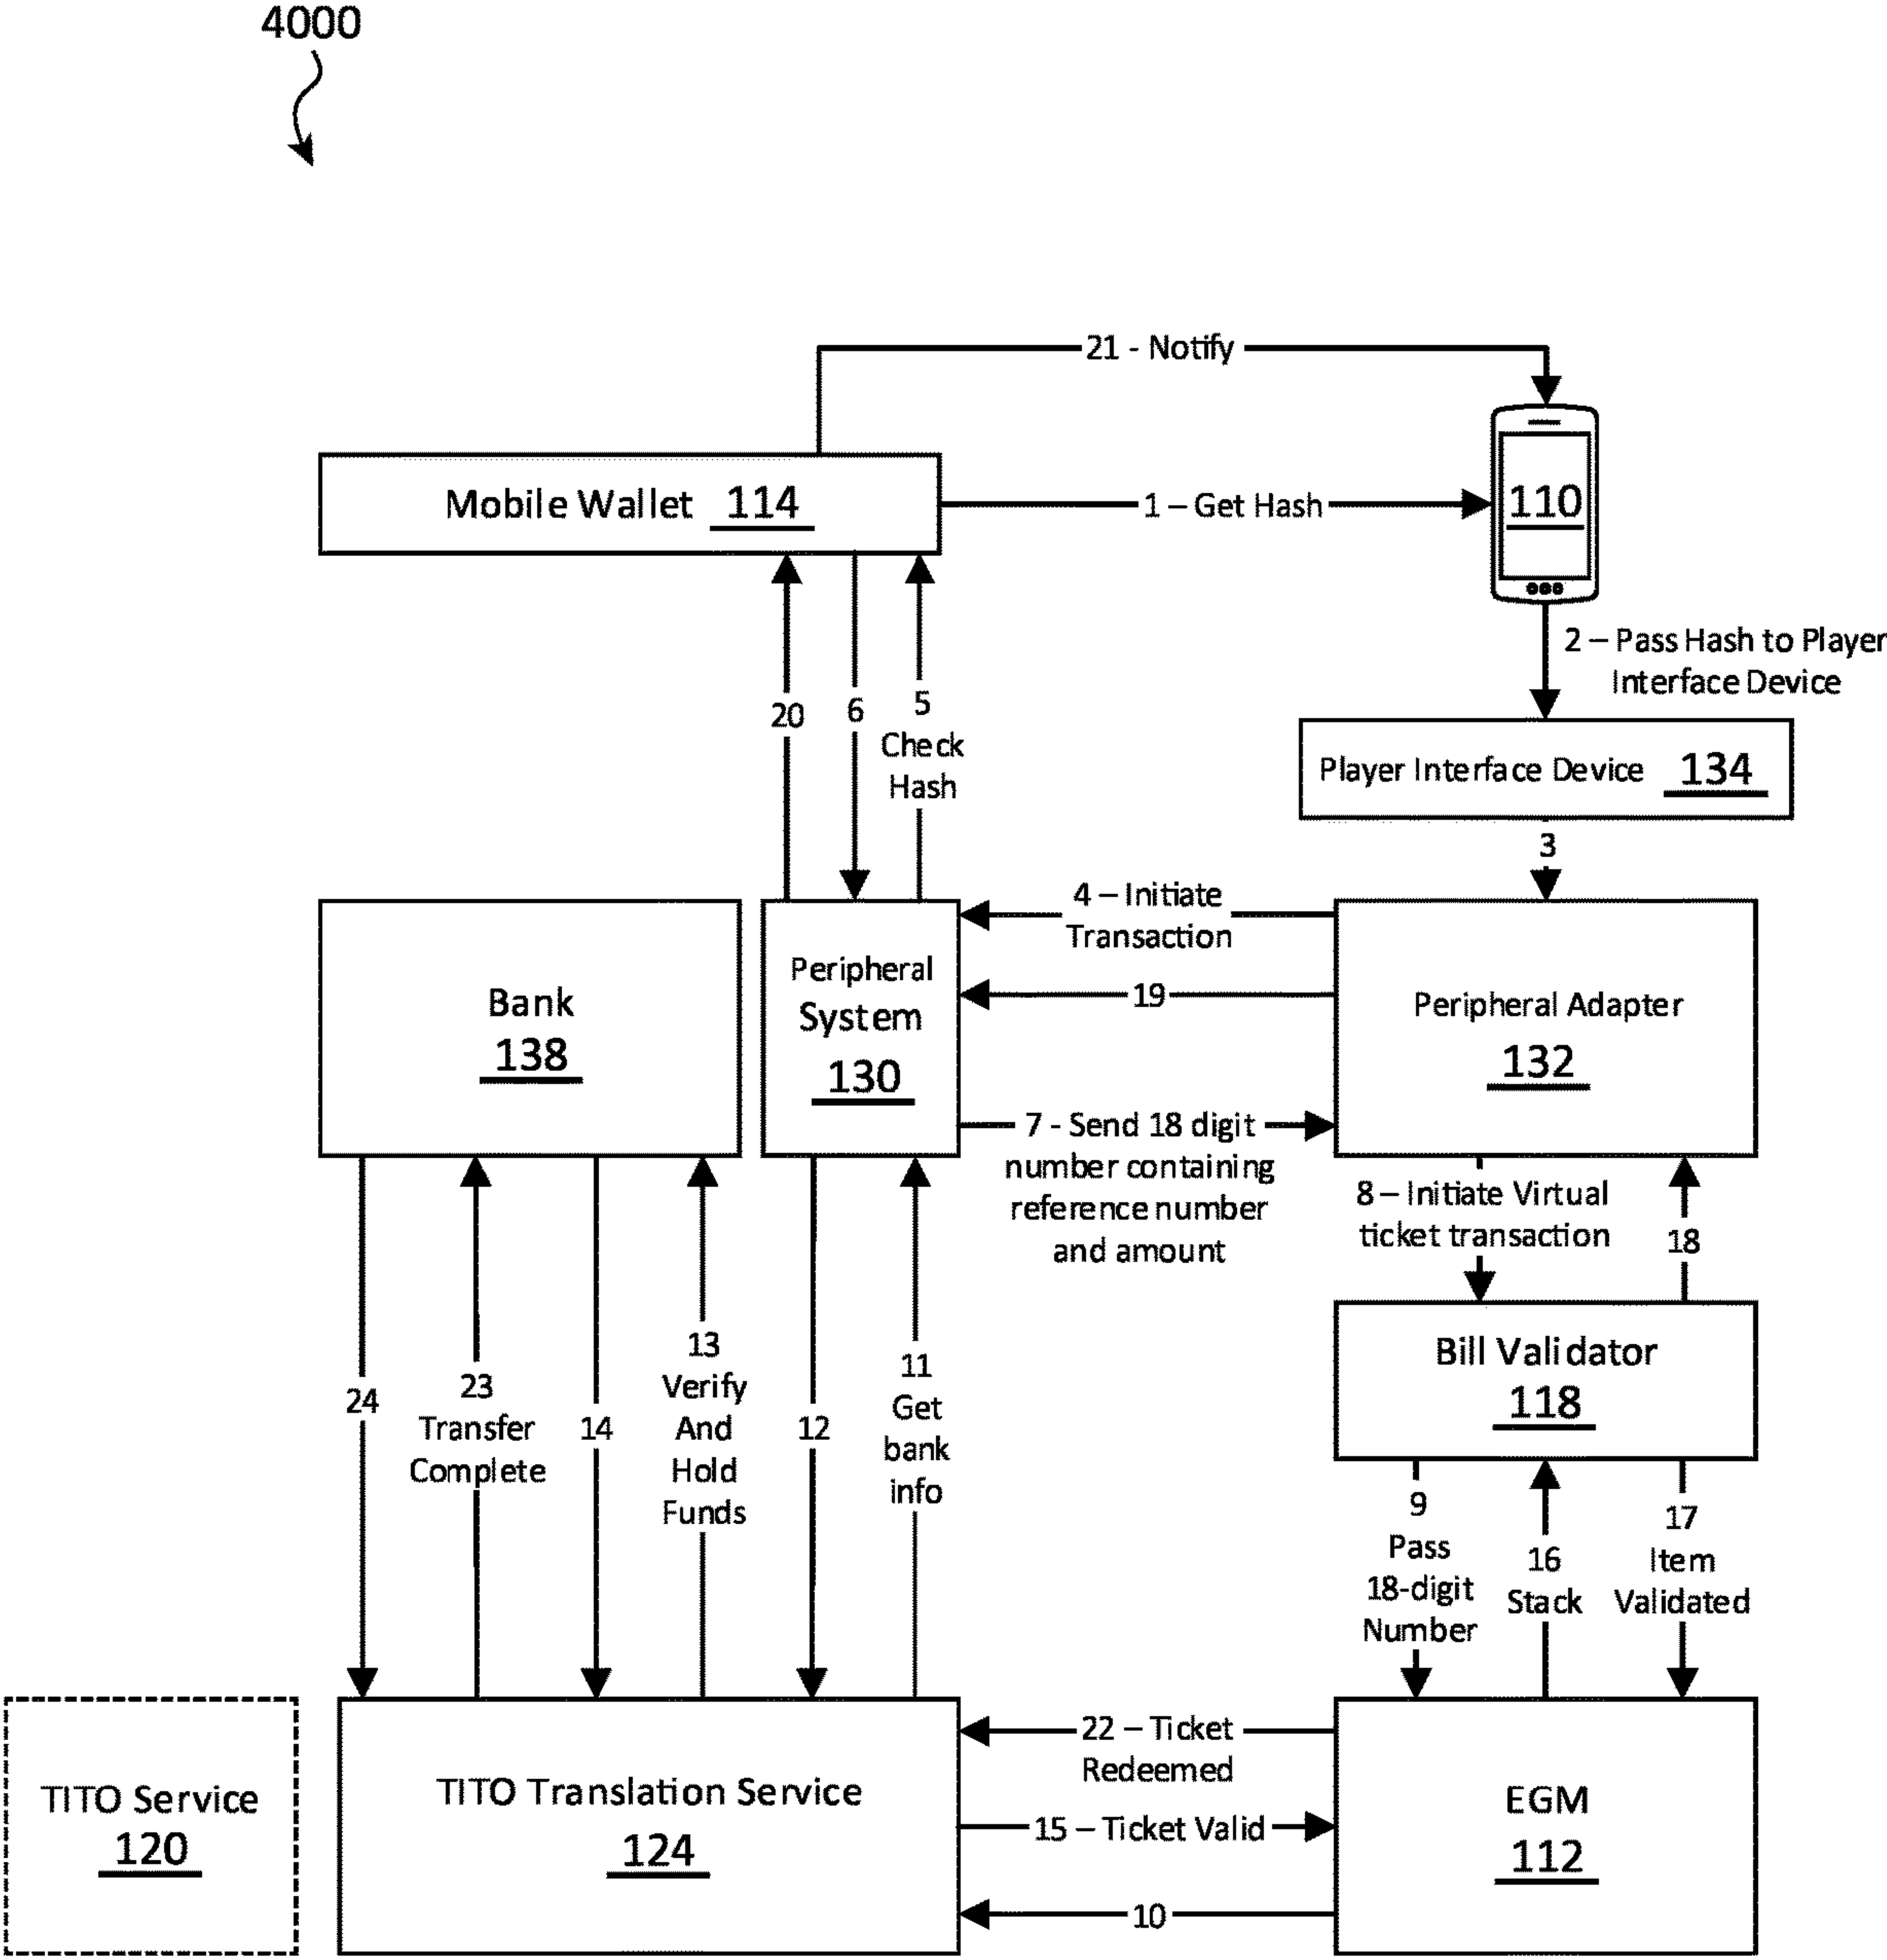 4000
21 - Notify
Mobile Wallet 114
1 – Get Hash
110
2 – Pass Hash to Player
Interface Device
20
6
5
Check
Hash
Player Interface Device 134
3
4 – Initiate
Transaction
19
Bank
138
Peripheral
System
130
Peripheral Adapter
132
7 - Send 18 digit
number containing
reference number
and amount
8 – Initiate Virtual
ticket transaction
18
24
23
Transfer
Complete
14
13
Verify
And
Hold
Funds
12
11
Get
bank
info
Bill Validator
118
9
Pass
18-digit
Number
16
Stack
17
Item
Validated
TITO Service
120
TITO Translation Service
124
22 – Ticket
Redeemed
15 – Ticket Valid
10
EGM
112